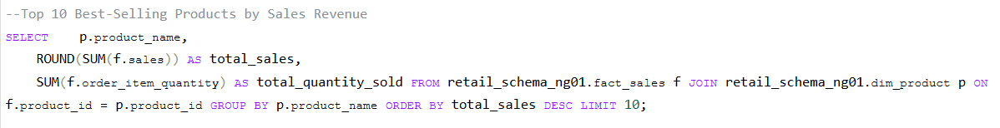 --Top 10 Best-Selling Products by Sales Revenue
SELECT p.product_name,
ROUND(SUM(f.sales)) AS total_sales,
SUM(f.order_item_quantity) AS total_quantity_sold FROM retail_schema_ng01.fact_sales f JOIN retail_schema_ng01.dim_product p ON
f.product_id = p.product_id GROUP BY p.product_name ORDER BY total_sales DESC LIMIT 10;